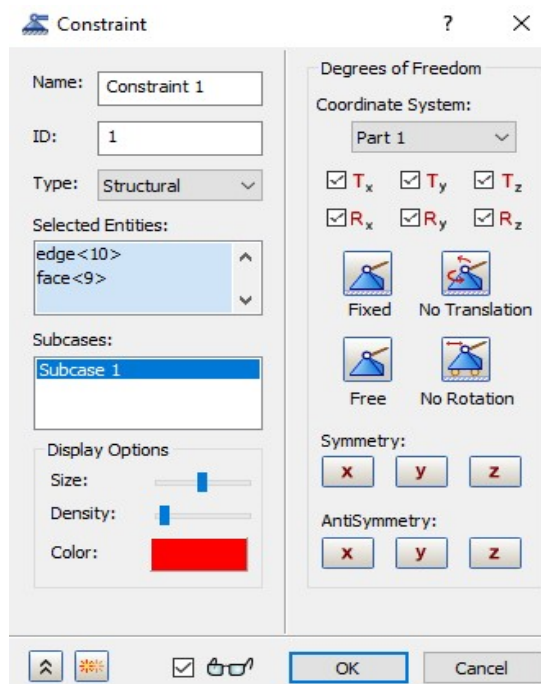 Constraint ?
Name: Constraint 1
ID: 1
Type: Structural
Selected Entities:
edge<10>
face<9>
Subcases:
Subcase 1
Display Options
Size:
Density:
Color:
Degrees of Freedom
Coordinate System:
Part 1
Tx Ty Tz
Rx Ry Rz
Fixed No Translation
Free No Rotation
Symmetry:
x y z
AntiSymmetry:
x y z
OK Cancel